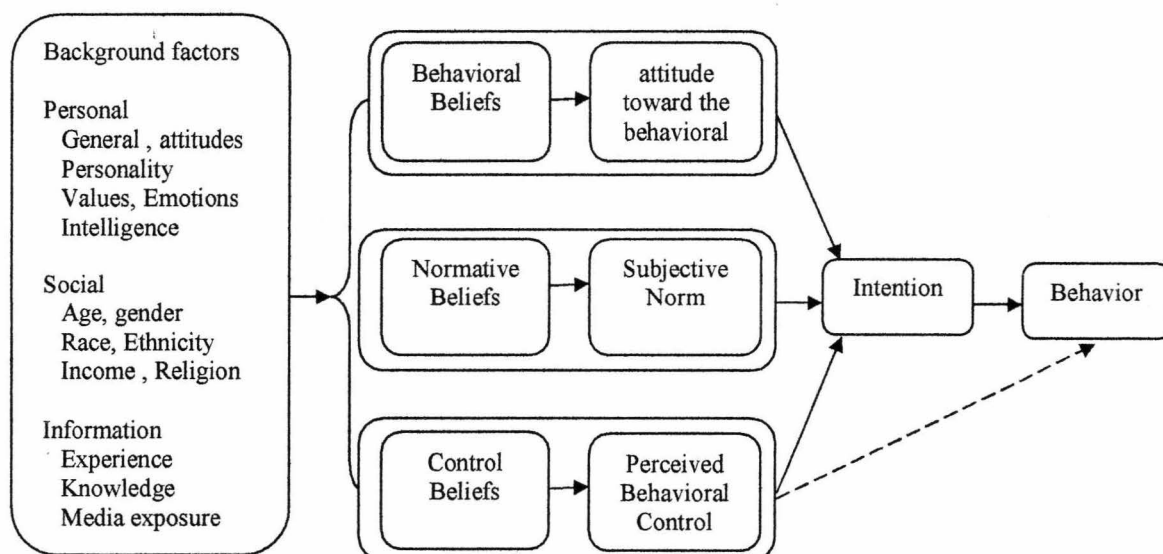 Background factors
Personal
General , attitudes
Personality
Values, Emotions
Intelligence
Social
Age, gender
Race, Ethnicity
Income , Religion
Information
Experience
Knowledge
Media exposure
Behavioral
Beliefs
attitude
toward the
behavioral
Normative
Beliefs
Subjective
Norm
Control
Beliefs
Perceived
Behavioral
Control
Intention
Behavior